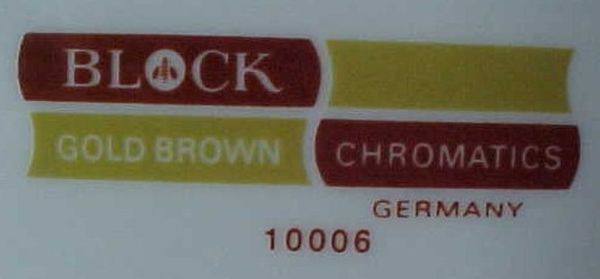 BLOCK
GOLD BROWN CHROMATICS
GERMANY
10006